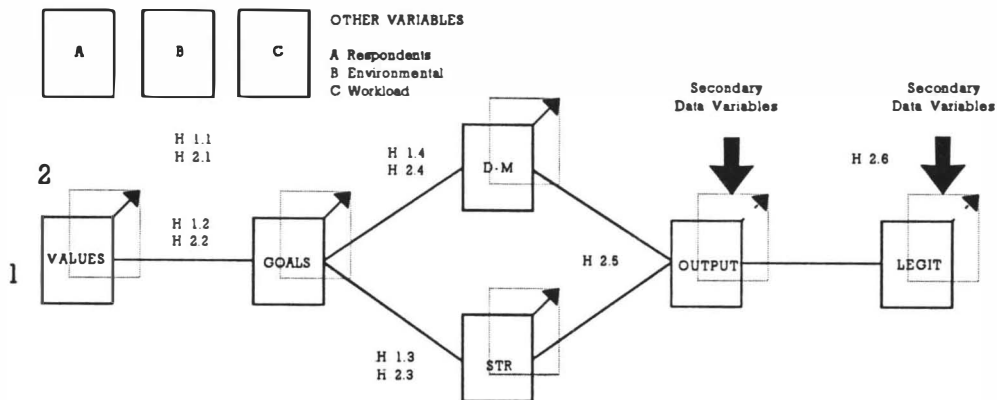 OTHER VARIABLES
A
B
C
A Respondents
B Environmental
C Workload
Secondary
Data Variables
Secondary
Data Variables
H 1.1
H 2.1
H 1.4
H 2.4
D-M
H 2.6
2
H 1.2
H 2.2
VALUES
GOALS
H 2.5
OUTPUT
LEGIT
1
H 1.3
H 2.3
STR